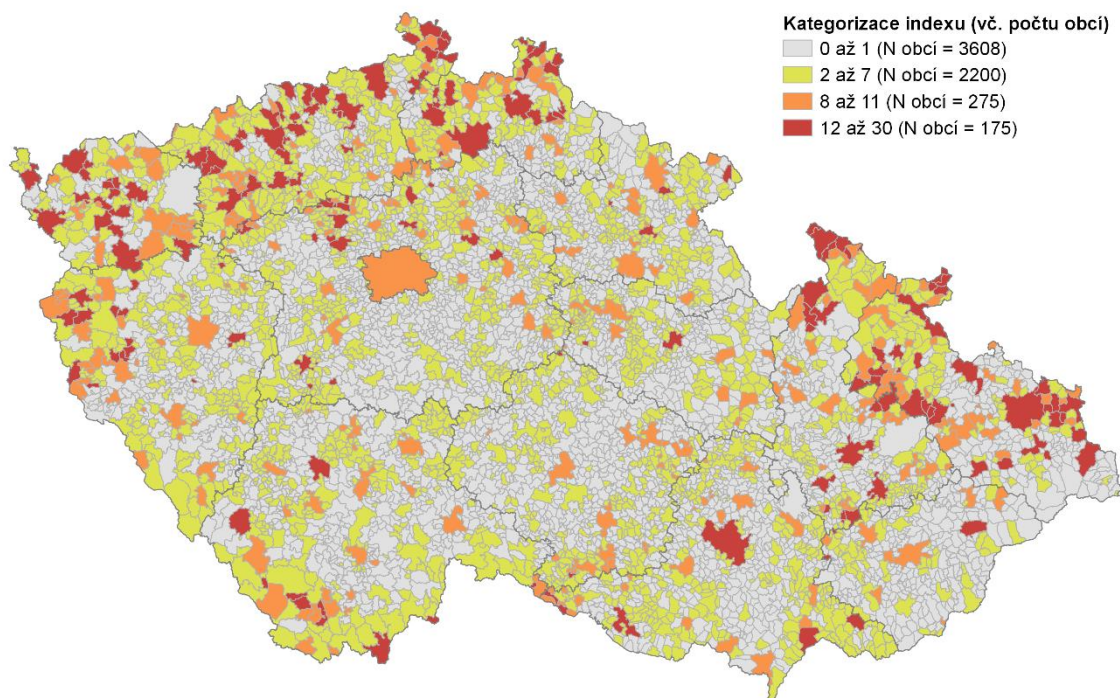 Kategorizace indexu (vč. počtu obcí)
0 až 1 (N obcí = 3608)
2 až 7 (N obcí = 2200)
8 až 11 (N obcí = 275)
12 až 30 (N obcí = 175)